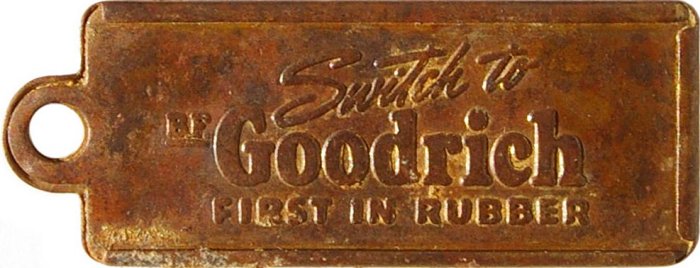 Switch to
BF Goodrich
FIRST IN RUBBER